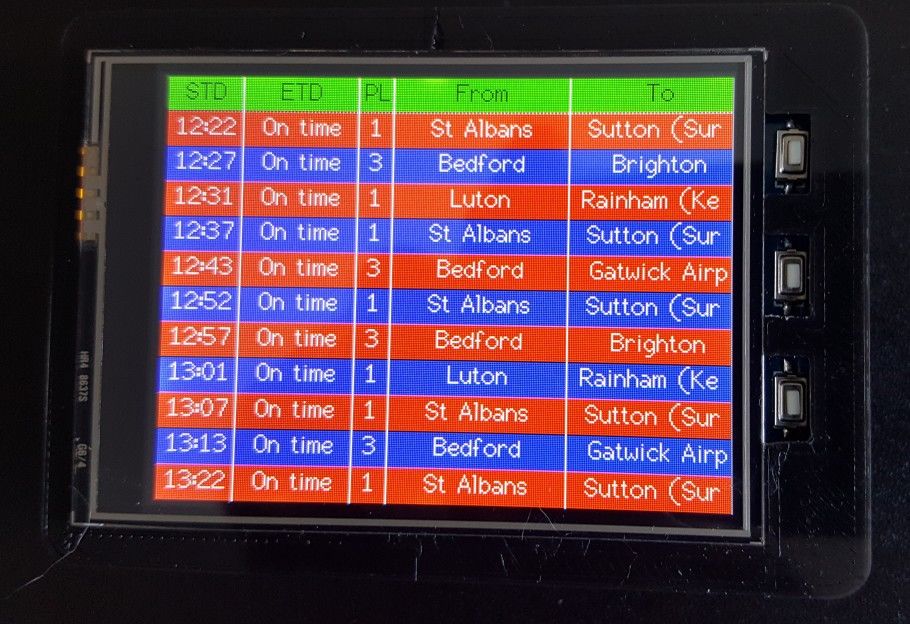 STD ETD PL From To
12:22 On time 1 St Albans Sutton (Sur
12:27 On time 3 Bedford Brighton
12:31 On time 1 Luton Rainham (Ke
12:37 On time 1 St Albans Sutton (Sur
12:43 On time 3 Bedford Gatwick Airp
12:52 On time 1 St Albans Sutton (Sur
12:57 On time 3 Bedford Brighton
13:01 On time 1 Luton Rainham (Ke
13:07 On time 1 St Albans Sutton (Sur
13:13 On time 3 Bedford Gatwick Airp
13:22 On time 1 St Albans Sutton (Sur